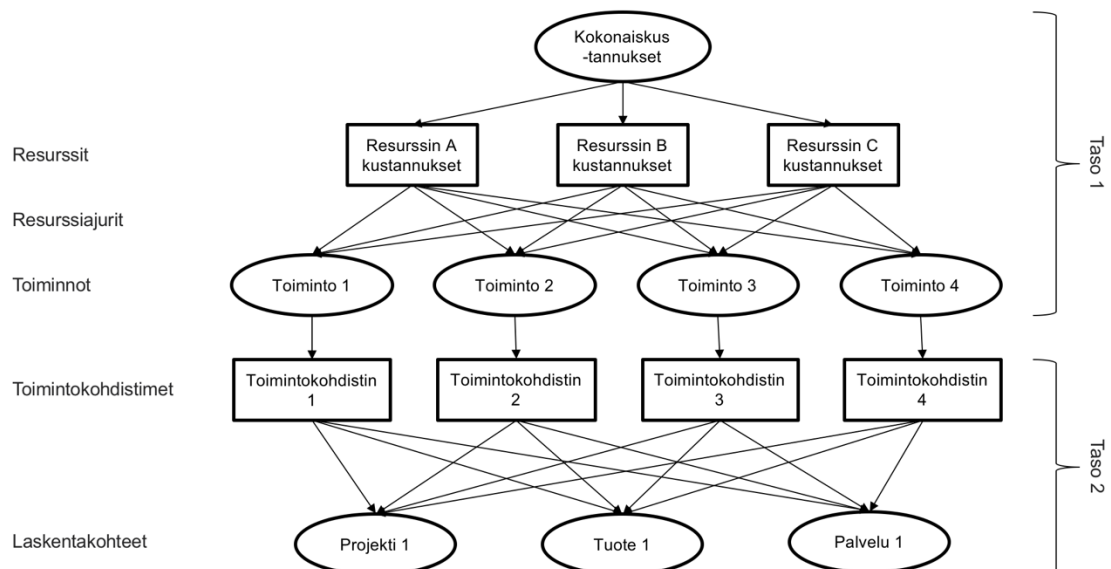 Kokonaiskus
-tannukset
Resurssit
Resurssin A
kustannukset
Resurssin B
kustannukset
Resurssin C
kustannukset
Taso 1
Resurssiajurit
Toiminnot
Toiminto 1
Toiminto 2
Toiminto 3
Toiminto 4
Toimintokohdistimet
Toimintokohdistin
1
Toimintokohdistin
2
Toimintokohdistin
3
Toimintokohdistin
4
Taso 2
Laskentakohteet
Projekti 1
Tuote 1
Palvelu 1